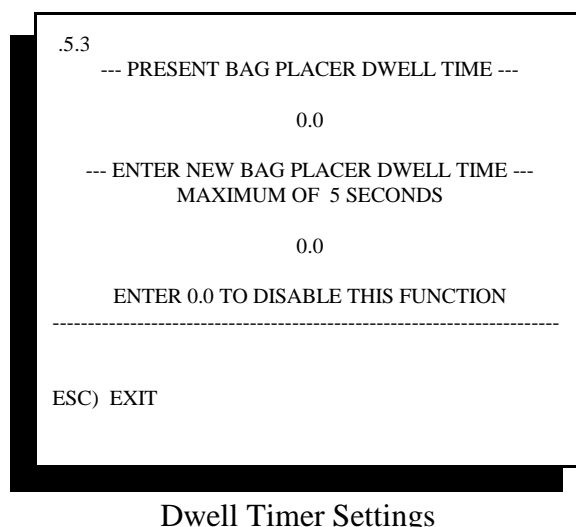 .5.3
--- PRESENT BAG PLACER DWELL TIME ---
0.0
--- ENTER NEW BAG PLACER DWELL TIME ---
MAXIMUM OF 5 SECONDS
0.0
ENTER 0.0 TO DISABLE THIS FUNCTION
------------------------------------------------------------------------
ESC) EXIT
Dwell Timer Settings